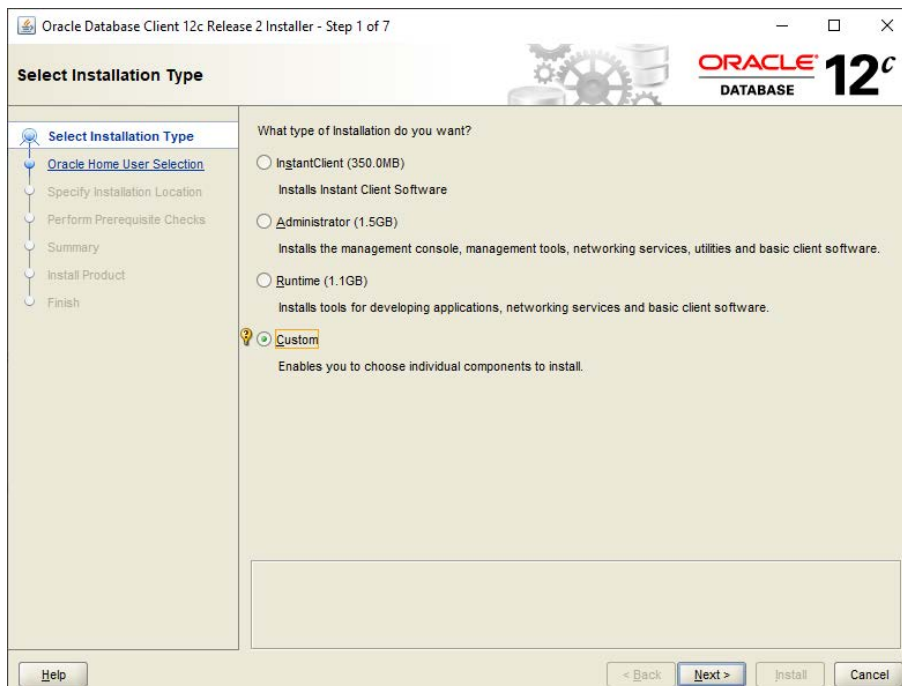 Oracle Database Client 12c Release 2 Installer - Step 1 of 7
Select Installation Type
ORACLE
DATABASE
12c
Select Installation Type
Oracle Home User Selection
Specify Installation Location
Perform Prerequisite Checks
Summary
Install Product
Finish
What type of Installation do you want?
InstantClient (350.0MB)
Installs Instant Client Software
Administrator (1.5GB)
Installs the management console, management tools, networking services, utilities and basic client software.
Runtime (1.1GB)
Installs tools for developing applications, networking services and basic client software.
Custom
Enables you to choose individual components to install.
Help
< Back
Next >
Install
Cancel